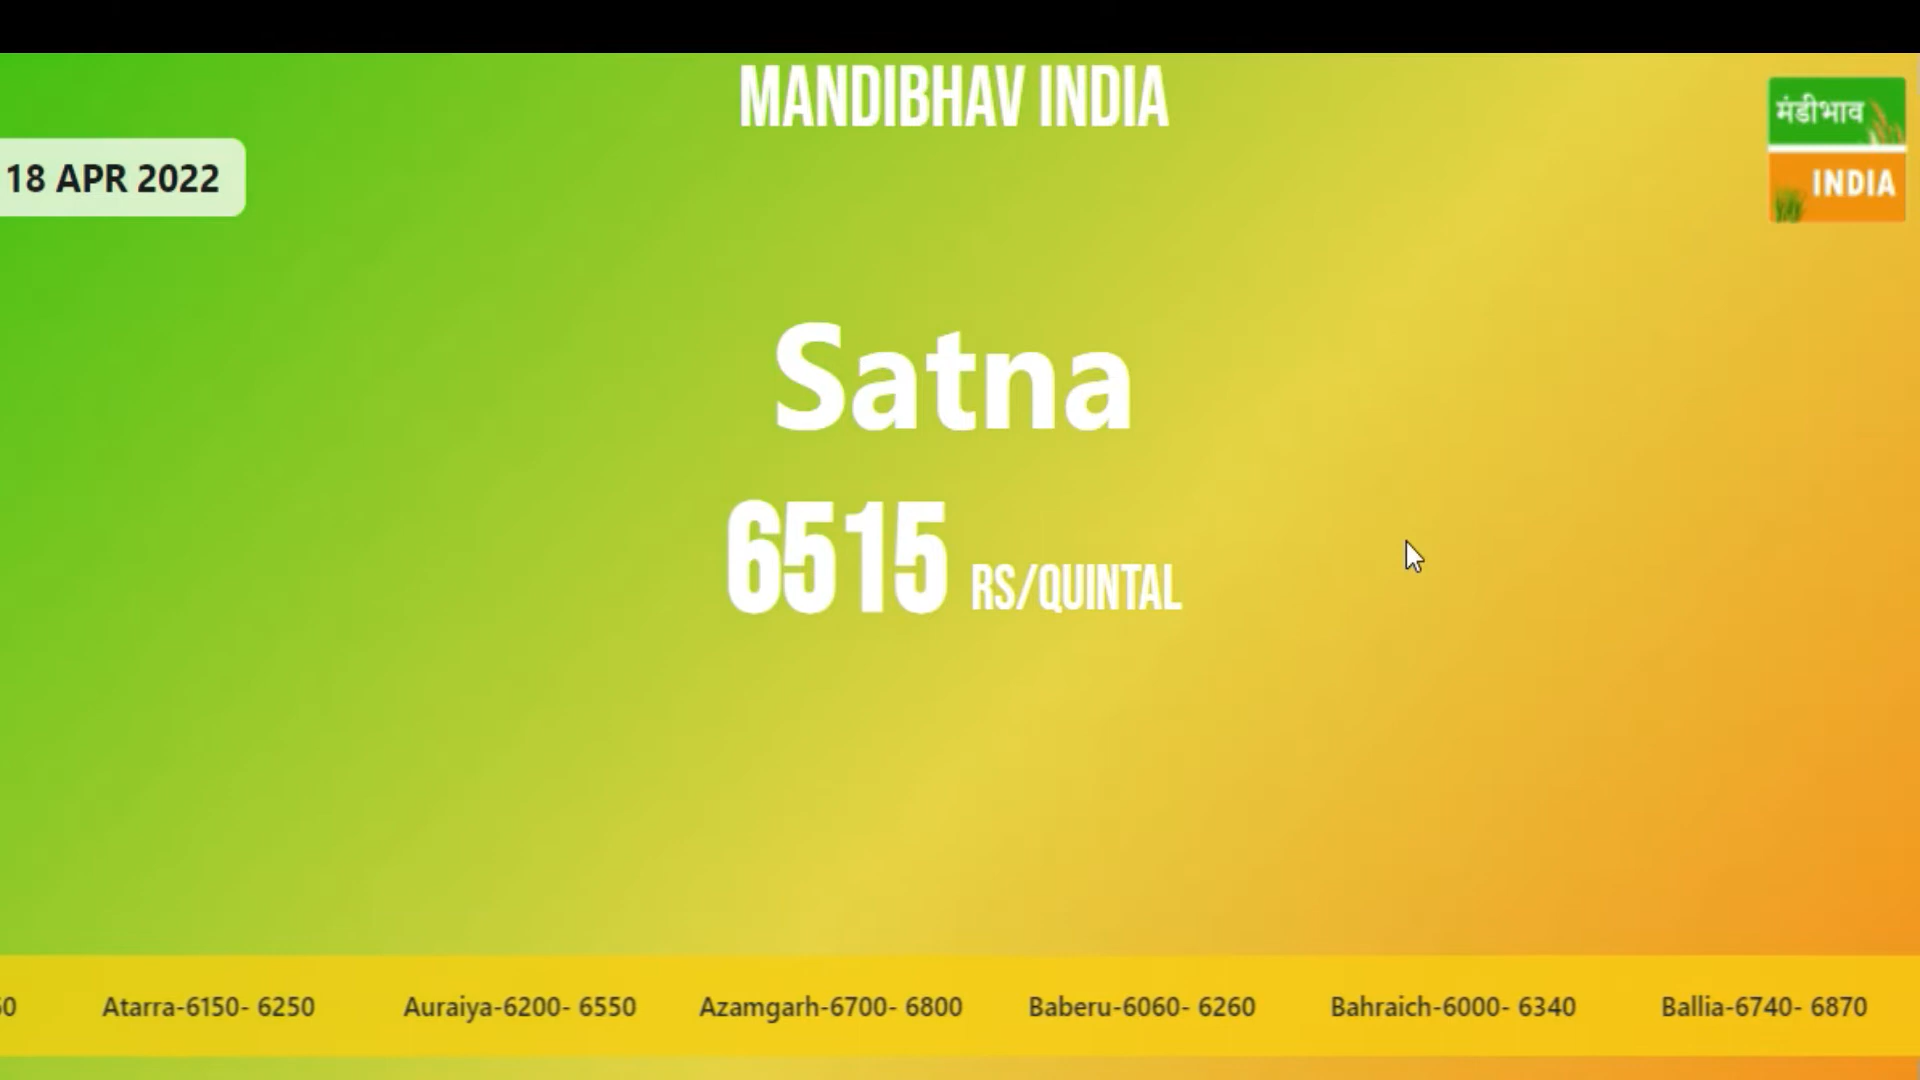 MANDIBHAV INDIA
मंडीभाव
INDIA
18 APR 2022
Satna
6515 RS/QUINTAL
Atarra-6150- 6250 Auraiya-6200- 6550 Azamgarh-6700- 6800 Baberu-6060- 6260 Bahraich-6000- 6340 Ballia-6740- 6870